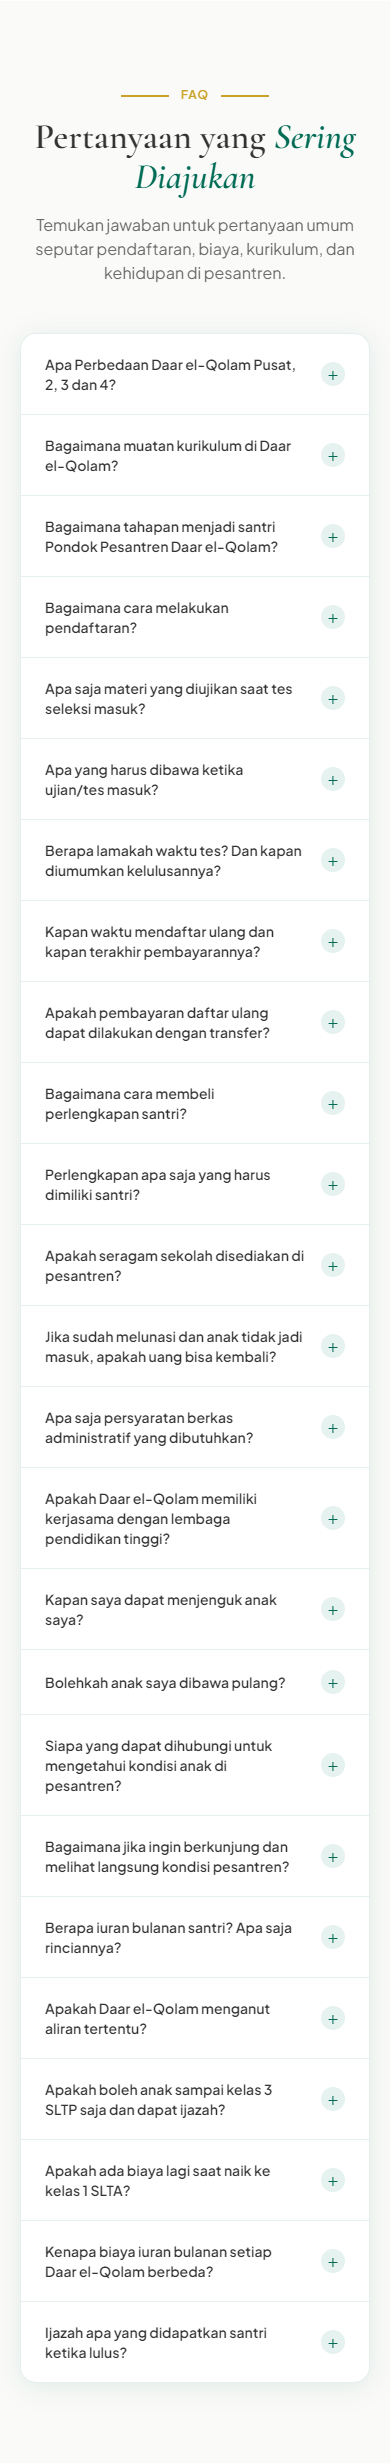 FAQ
Pertanyaan yang Sering
Diajukan
Temukan jawaban untuk pertanyaan umum
seputar pendaftaran, biaya, kurikulum, dan
kehidupan di pesantren.
Apa Perbedaan Daar el-Qolam Pusat,
2, 3 dan 4?
Bagaimana muatan kurikulum di Daar
el-Qolam?
Bagaimana tahapan menjadi santri
Pondok Pesantren Daar el-Qolam?
Bagaimana cara melakukan
pendaftaran?
Apa saja materi yang diujikan saat tes
seleksi masuk?
Apa yang harus dibawa ketika
ujian/tes masuk?
Berapa lamakah waktu tes? Dan kapan
diumumkan kelulusannya?
Kapan waktu mendaftar ulang dan
kapan terakhir pembayarannya?
Apakah pembayaran daftar ulang
dapat dilakukan dengan transfer?
Bagaimana cara membeli
perlengkapan santri?
Perlengkapan apa saja yang harus
dimiliki santri?
Apakah seragam sekolah disediakan di
pesantren?
Jika sudah melunasi dan anak tidak jadi
masuk, apakah uang bisa kembali?
Apa saja persyaratan berkas
administratif yang dibutuhkan?
Apakah Daar el-Qolam memiliki
kerjasama dengan lembaga
pendidikan tinggi?
Kapan saya dapat menjenguk anak
saya?
Bolehkah anak saya dibawa pulang?
Siapa yang dapat dihubungi untuk
mengetahui kondisi anak di
pesantren?
Bagaimana jika ingin berkunjung dan
melihat langsung kondisi pesantren?
Berapa iuran bulanan santri? Apa saja
rinciannya?
Apakah Daar el-Qolam menganut
aliran tertentu?
Apakah boleh anak sampai kelas 3
SLTP saja dan dapat ijazah?
Apakah ada biaya lagi saat naik ke
kelas 1 SLTA?
Kenapa biaya iuran bulanan setiap
Daar el-Qolam berbeda?
Ijazah apa yang didapatkan santri
ketika lulus?